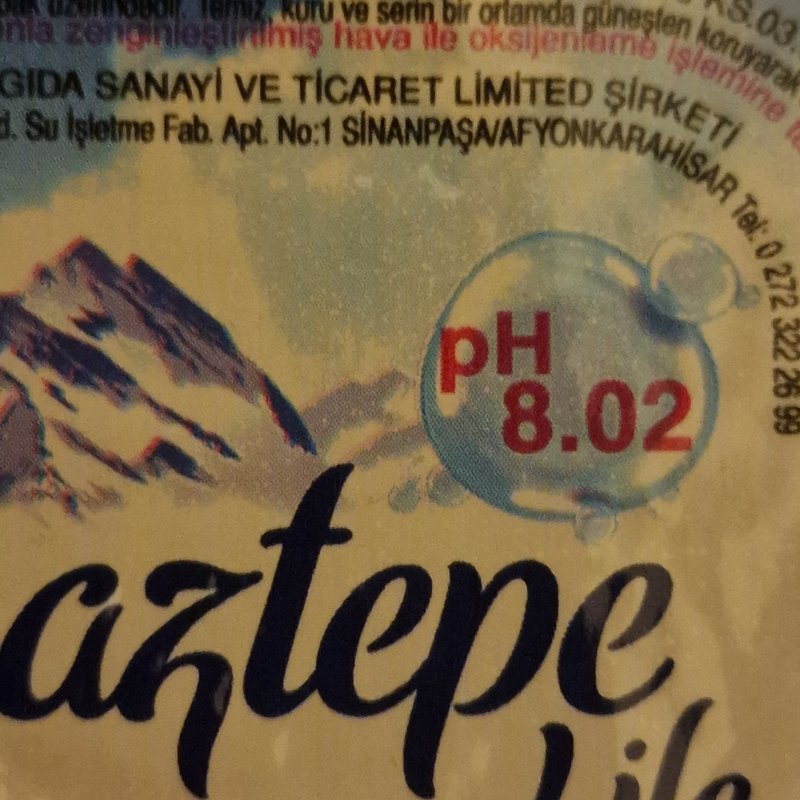 üzerindedir. Temiz, kuru ve serin bir ortamda güneşten koruyarak
zenginleştirilmiş hava ile oksijenleme işlemine
GIDA SANAYİ VE TİCARET LİMİTED ŞİRKETİ
d. Su İşletme Fab. Apt. No:1 SİNANPAŞA/AFYONKARAHİSAR Tel: 0 272 322 26 99
pH
8.02
aztepe